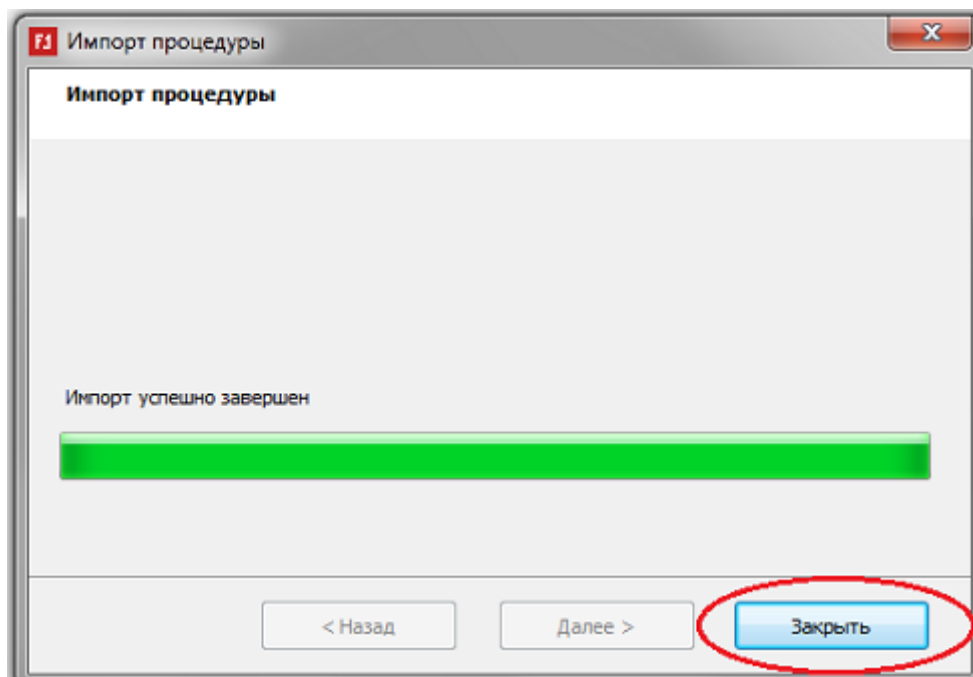 F1 Импорт процедуры
Импорт процедуры
Импорт успешно завершен
< Назад
Далее >
Закрыть